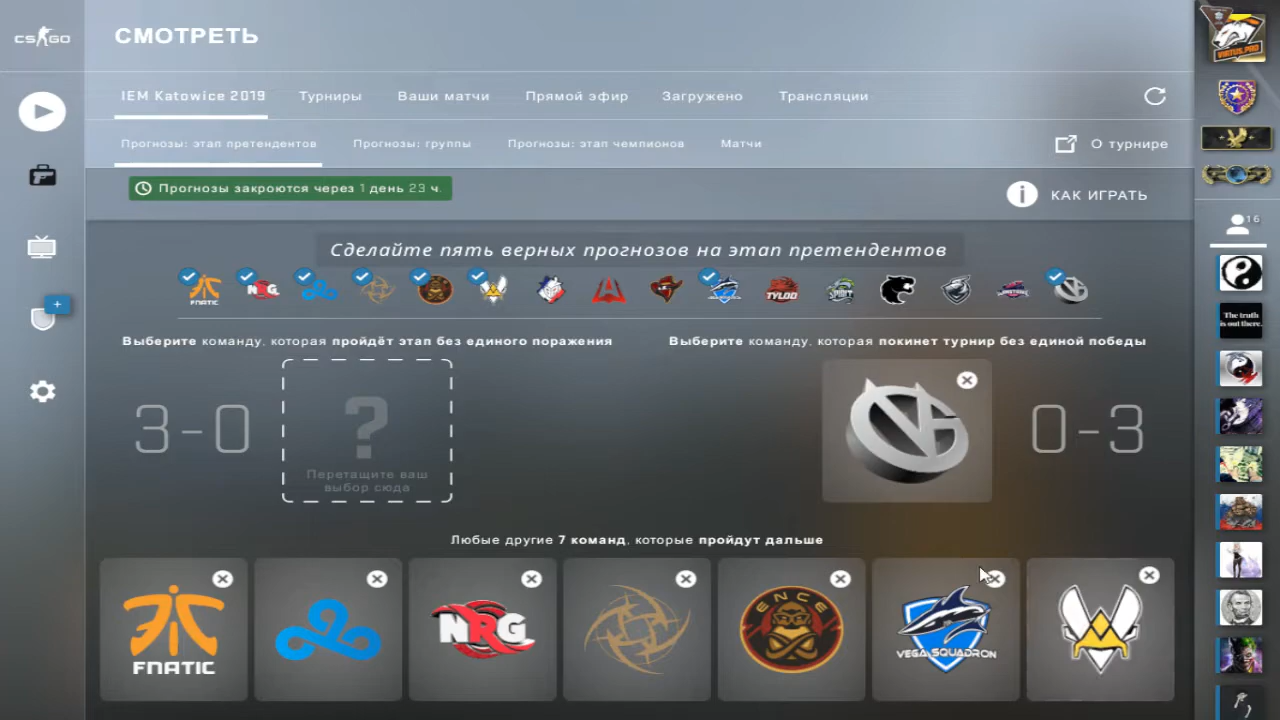 CS GO
СМОТРЕТЬ
VIRTUS.PRO
IEM Katowice 2019 Турниры Ваши матчи Прямой эфир Загружено Трансляции
Прогнозы: этап претендентов Прогнозы: группы Прогнозы: этап чемпионов Матчи О турнире
Прогнозы закроются через 1 день 23 ч.
КАК ИГРАТЬ
16
Сделайте пять верных прогнозов на этап претендентов
FNATIC NRG TYLOO SPIRIT
The truth
is out there.
Выберите команду, которая пройдёт этап без единого поражения
Выберите команду, которая покинет турнир без единой победы
3-0
?
Перетащите ваш
выбор сюда
0-3
Любые другие 7 команд, которые пройдут дальше
FNATIC
NRG
ENCE
VEGA SQUADRON